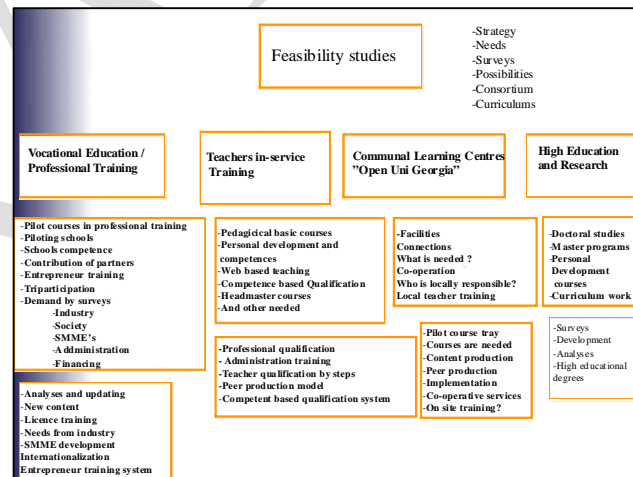 Feasibility studies
-Strategy
-Needs
-Surveys
-Possibilities
-Consortium
-Curriculums
Vocational Education /
Professional Training
Teachers in-service
Training
Communal Learning Centres
”Open Uni Georgia”
High Education
and Research
-Pilot courses in professional training
-Piloting schools
-Schools competence
-Contribution of partners
-Entrepreneur training
-Triparticipation
-Demand by surveys
-Industry
-Society
-SMME’s
-Addministration
-Financing
-Pedagicical basic courses
-Personal development and
competences
-Web based teaching
-Competence based Qualification
-Headmaster courses
-And other needed
-Facilities
Connections
What is needed ?
Co-operation
Who is locally responsible?
Local teacher training
-Doctoral studies
-Master programs
-Personal
Development
courses
-Curriculum work
-Analyses and updating
-New content
-Licence training
-Needs from industry
-SMME development
Internationalization
Entrepreneur training system
-Professional qualification
- Administration training
-Teacher qualification by steps
-Peer production model
-Competent based qualification system
-Pilot course tray
-Courses are needed
-Content production
-Peer production
-Implementation
-Co-operative services
-On site training?
-Surveys
-Development
-Analyses
-High educational
degrees